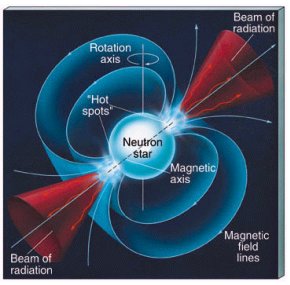 Beam of
radiation
Rotation
axis
"Hot
spots"
Neutron
star
Magnetic
axis
Magnetic
field
lines
Beam of
radiation